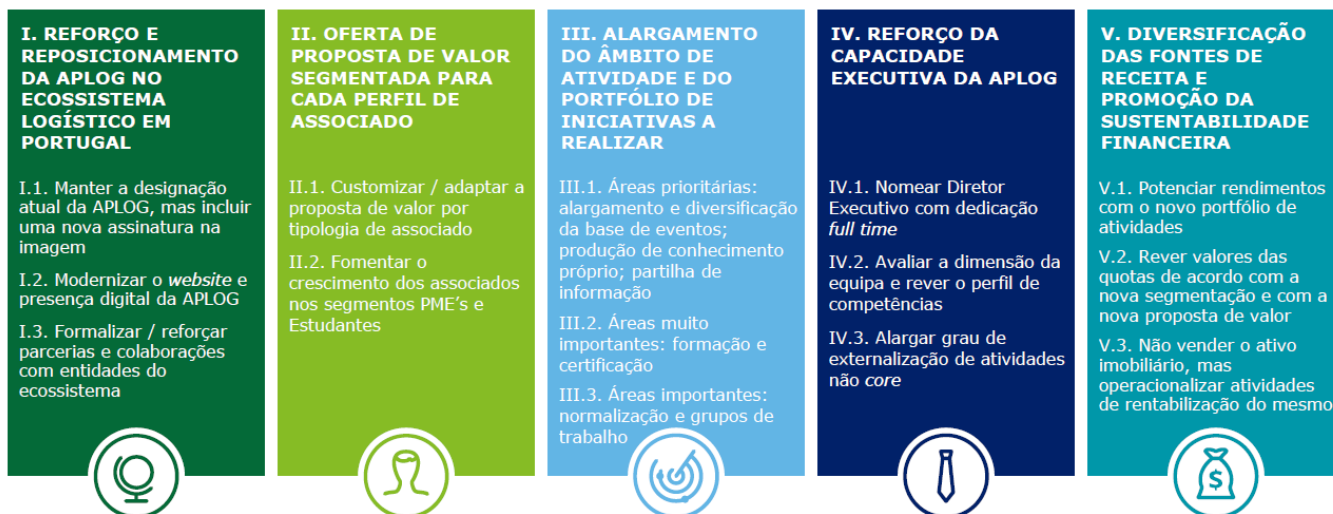 I. REFORÇO E
REPOSICIONAMENTO
DA APLOG NO
ECOSSISTEMA
LOGÍSTICO EM
PORTUGAL
I.1. Manter a designação
atual da APLOG, mas incluir
uma nova assinatura na
imagem
I.2. Modernizar o website e
presença digital da APLOG
I.3. Formalizar / reforçar
parcerias e colaborações
com entidades do
ecossistema
II. OFERTA DE
PROPOSTA DE VALOR
SEGMENTADA PARA
CADA PERFIL DE
ASSOCIADO
II.1. Customizar / adaptar a
proposta de valor por
tipologia de associado
II.2. Fomentar o
crescimento dos associados
nos segmentos PME's e
Estudantes
III. ALARGAMENTO
DO ÂMBITO DE
ATIVIDADE E DO
PORTFÓLIO DE
INICIATIVAS A
REALIZAR
III.1. Áreas prioritárias:
alargamento e diversificação
da base de eventos;
produção de conhecimento
próprio; partilha de
informação
III.2. Áreas muito
importantes: formação e
certificação
III.3. Áreas importantes:
normalização e grupos de
trabalho
IV. REFORÇO DA
CAPACIDADE
EXECUTIVA DA APLOG
IV.1. Nomear Diretor
Executivo com dedicação
full time
IV.2. Avaliar a dimensão da
equipa e rever o perfil de
competências
IV.3. Alargar grau de
externalização de atividades
não core
V. DIVERSIFICAÇÃO
DAS FONTES DE
RECEITA E
PROMOÇÃO DA
SUSTENTABILIDADE
FINANCEIRA
V.1. Potenciar rendimentos
com o novo portfólio de
atividades
V.2. Rever valores das
quotas de acordo com a
nova segmentação e com a
nova proposta de valor
V.3. Não vender o ativo
imobiliário, mas
operacionalizar atividades
de rentabilização do mesmo
$